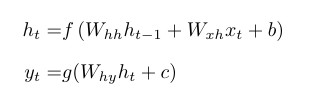 h_t = f (W_{hh} h_{t−1} + W_{xh} x_t + b)
y_t = g(W_{hy} h_t + c)